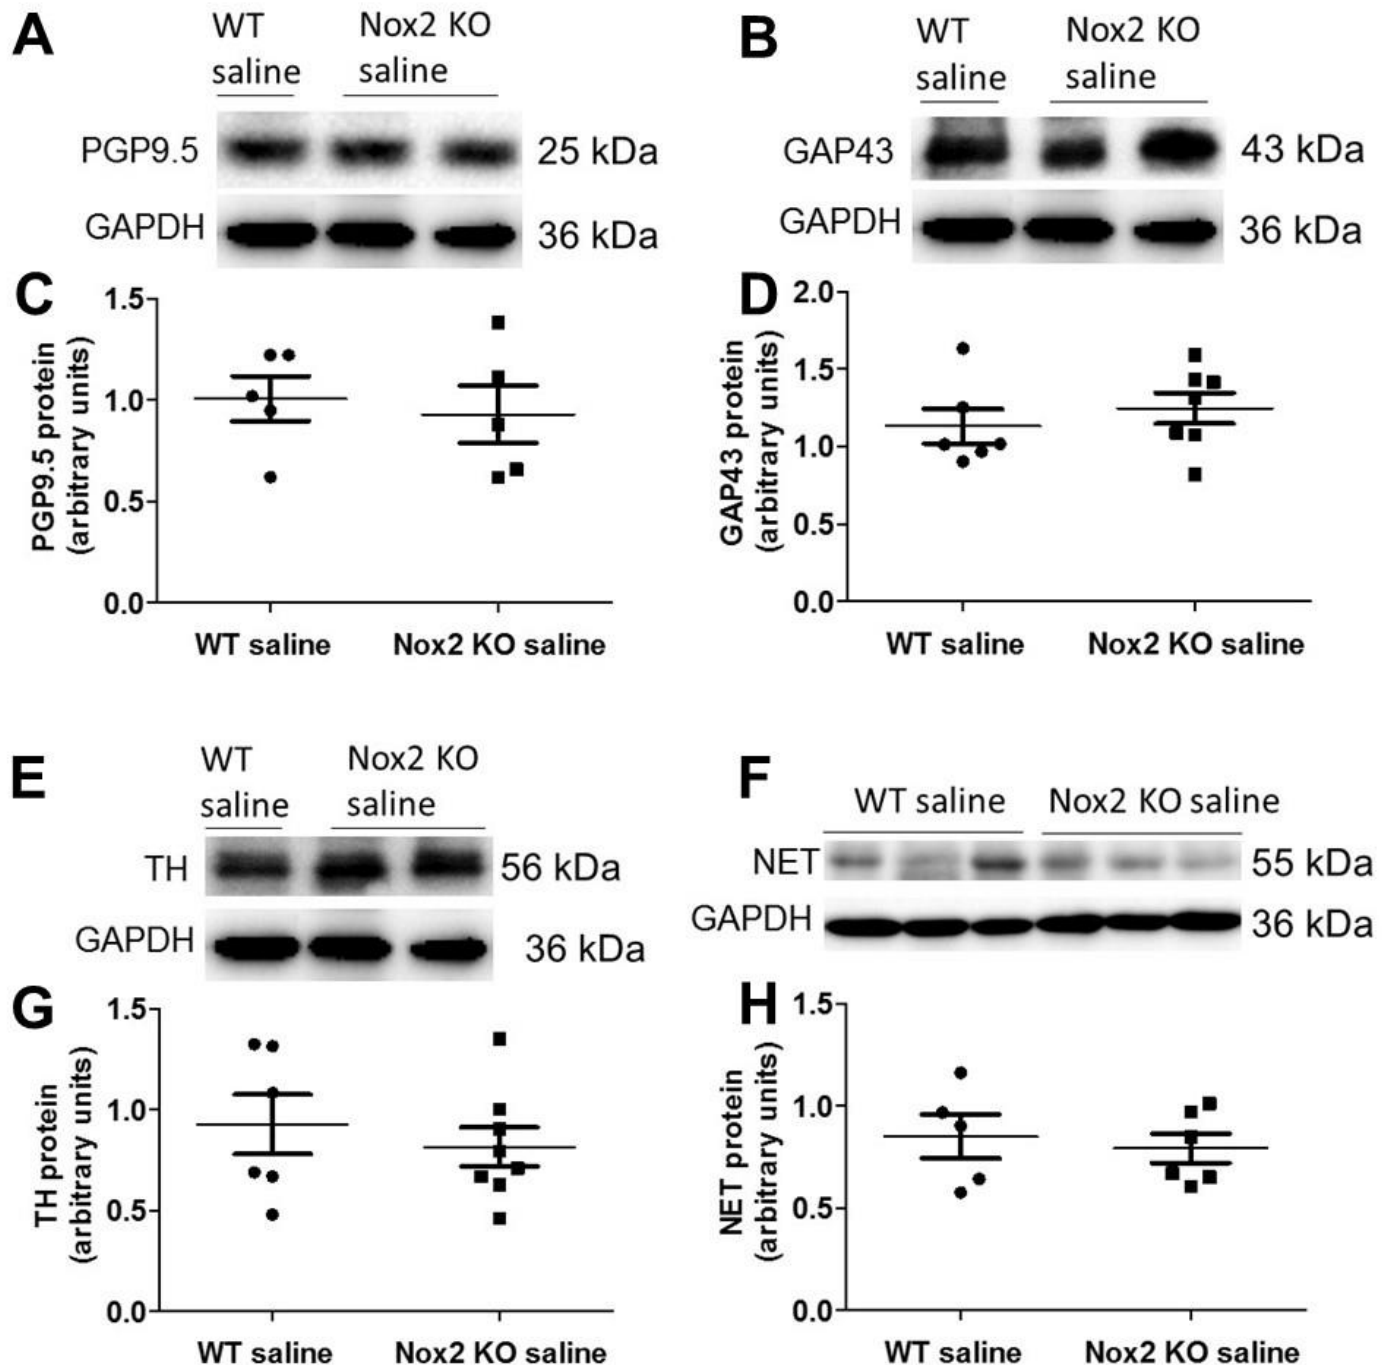 A
WT
saline
Nox2 KO
saline
PGP9.5
25 kDa
GAPDH
36 kDa
B
WT
saline
Nox2 KO
saline
GAP43
43 kDa
GAPDH
36 kDa
C
PGP9.5 protein
(arbitrary units)
1.5
1.0
0.5
0.0
WT saline
Nox2 KO saline
D
GAP43 protein
(arbitrary units)
2.0
1.5
1.0
0.5
0.0
WT saline
Nox2 KO saline
E
WT
saline
Nox2 KO
saline
TH
56 kDa
GAPDH
36 kDa
F
WT saline
Nox2 KO saline
NET
55 kDa
GAPDH
36 kDa
G
TH protein
(arbitrary units)
1.5
1.0
0.5
0.0
WT saline
Nox2 KO saline
H
NET protein
(arbitrary units)
1.5
1.0
0.5
0.0
WT saline
Nox2 KO saline